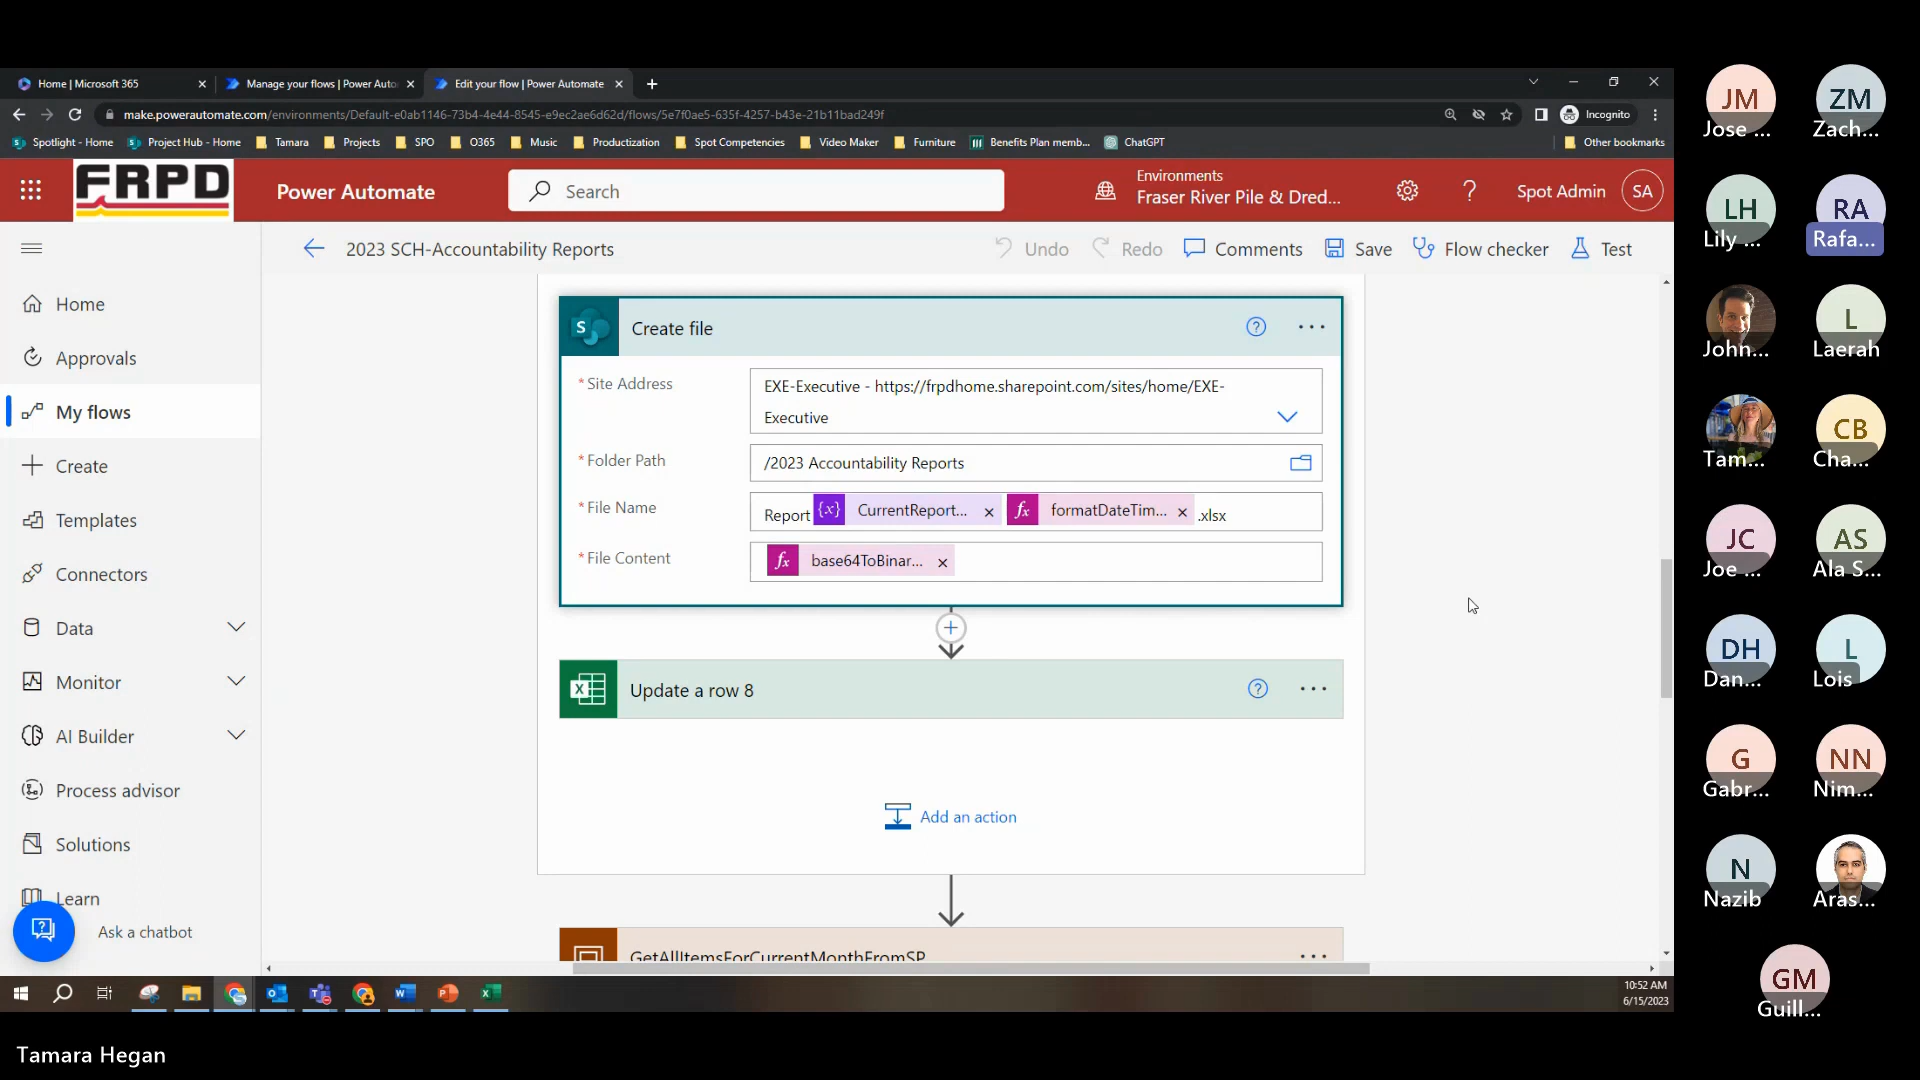 Home | Microsoft 365
Manage your flows | Power Auto
Edit your flow | Power Automate
make.powerautomate.com/environments/Default-e0ab1146-73b4-4e44-8545-e9ec2ae6d62d/flows/5e7f0ae5-635f-4257-b43e-21b11bad249f
Incognito
Spotlight - Home
Project Hub - Home
Tamara
Projects
SPO
O365
Music
Productization
Spot Competencies
Video Maker
Furniture
Benefits Plan memb...
ChatGPT
Other bookmarks
FRPD
Power Automate
Search
Environments
Fraser River Pile & Dred...
?
Spot Admin
SA
2023 SCH-Accountability Reports
Undo
Redo
Comments
Save
Flow checker
Test
Home
Approvals
My flows
Create
Templates
Connectors
Data
Monitor
AI Builder
Process advisor
Solutions
Learn
Ask a chatbot
S
Create file
?
* Site Address
EXE-Executive - https://frpdhome.sharepoint.com/sites/home/EXE-
Executive
* Folder Path
/2023 Accountability Reports
* File Name
Report {x} CurrentReport... × fx formatDateTim... × .xlsx
* File Content
fx base64ToBinar... ×
Update a row 8
?
Add an action
GetAllItemsForCurrentMonthFromSP
10:52 AM
6/15/2023
JM
Jose ...
ZM
Zach...
LH
Lily ...
RA
Rafa...
John...
L
Laerah
Tam...
CB
Cha...
JC
Joe ...
AS
Ala S...
DH
Dan...
L
Lois
G
Gabr...
NN
Nim...
N
Nazib
Aras...
GM
Guill...
Tamara Hegan